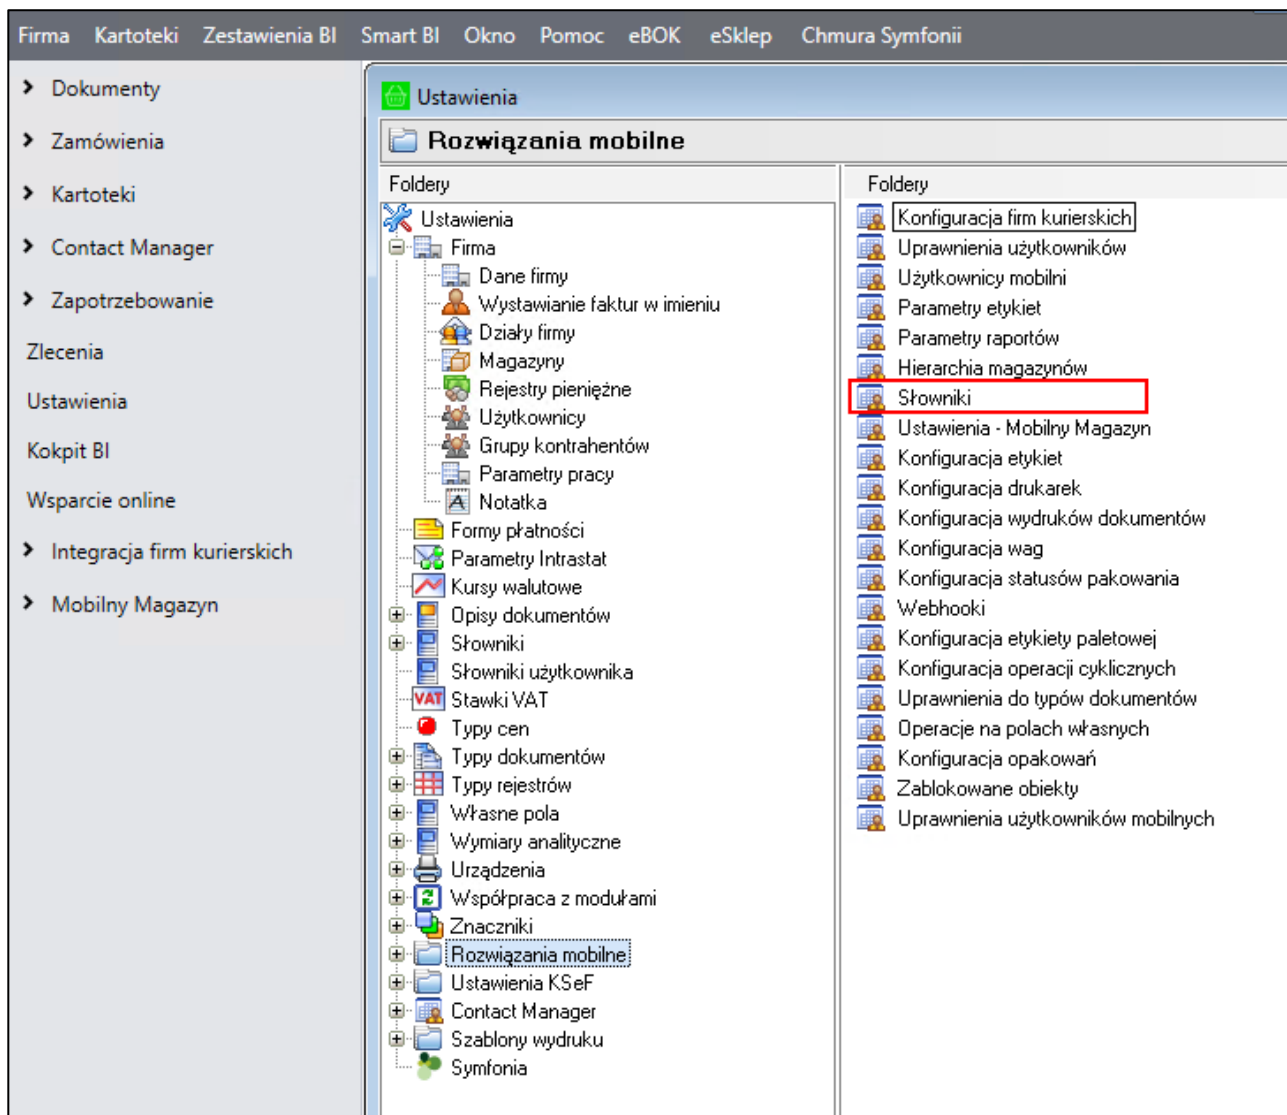 Firma Kartoteki Zestawienia BI Smart BI Okno Pomoc eBOK eSklep Chmura Symfonii
Dokumenty
Zamówienia
Kartoteki
Contact Manager
Zapotrzebowanie
Zlecenia
Ustawienia
Kokpit BI
Wsparcie online
Integracja firm kurierskich
Mobilny Magazyn
Ustawienia
Rozwiązania mobilne
Foldery
Ustawienia
Firma
Dane firmy
Wystawianie faktur w imieniu
Działy firmy
Magazyny
Rejestry pieniężne
Użytkownicy
Grupy kontrahentów
Parametry pracy
Notatka
Formy płatności
Parametry Intrastat
Kursy walutowe
Opisy dokumentów
Słowniki
Słowniki użytkownika
VAT Stawki VAT
Typy cen
Typy dokumentów
Typy rejestrów
Własne pola
Wymiary analityczne
Urządzenia
Współpraca z modułami
Znaczniki
Rozwiązania mobilne
Ustawienia KSeF
Contact Manager
Szablony wydruku
Symfonia
Foldery
Konfiguracja firm kurierskich
Uprawnienia użytkowników
Użytkownicy mobilni
Parametry etykiet
Parametry raportów
Hierarchia magazynów
Słowniki
Ustawienia - Mobilny Magazyn
Konfiguracja etykiet
Konfiguracja drukarek
Konfiguracja wydruków dokumentów
Konfiguracja wag
Konfiguracja statusów pakowania
Webhooki
Konfiguracja etykiety paletowej
Konfiguracja operacji cyklicznych
Uprawnienia do typów dokumentów
Operacje na polach własnych
Konfiguracja opakowań
Zablokowane obiekty
Uprawnienia użytkowników mobilnych